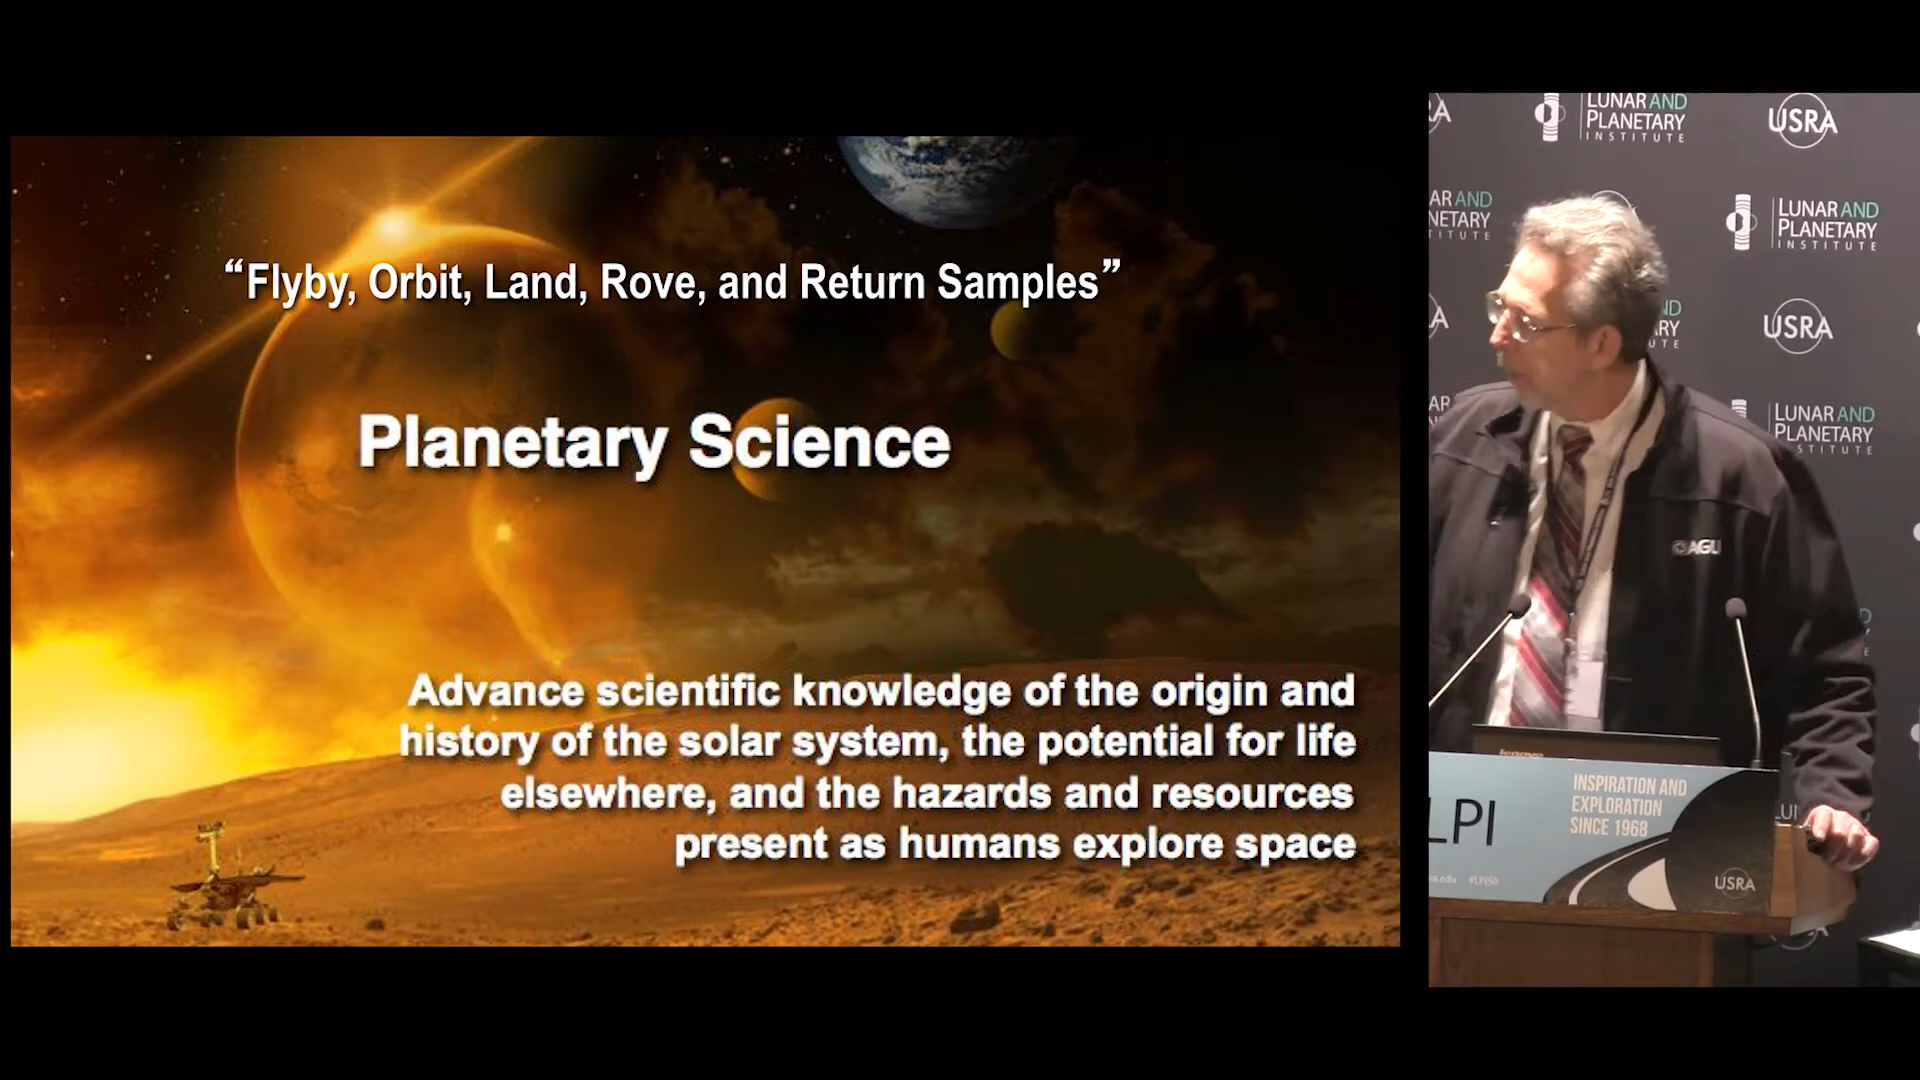 “Flyby, Orbit, Land, Rove, and Return Samples”
Planetary Science
Advance scientific knowledge of the origin and
history of the solar system, the potential for life
elsewhere, and the hazards and resources
present as humans explore space
LUNAR AND
PLANETARY
INSTITUTE
USRA
LUNAR AND
PLANETARY
INSTITUTE
USRA
LUNAR AND
PLANETARY
INSTITUTE
AGU
lenovo
LPI
INSPIRATION AND
EXPLORATION
SINCE 1968
#LPI50
USRA